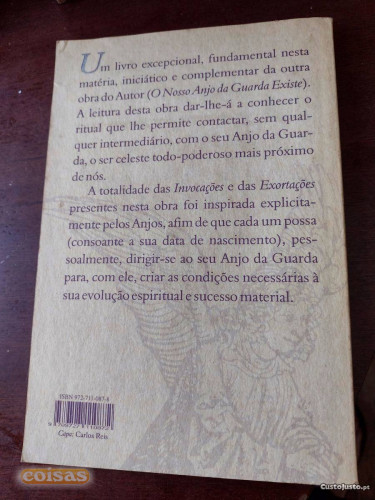 Um livro excepcional, fundamental nesta
matéria, iniciático e complementar da outra
obra do Autor (O Nosso Anjo da Guarda Existe).
A leitura desta obra dar-lhe-á a conhecer o
ritual que lhe permite contactar, sem qual-
quer intermediário, com o seu Anjo da Guar-
da, o ser celeste todo-poderoso mais próximo
de nós.
A totalidade das Invocações e das Exortações
presentes nesta obra foi inspirada explicita-
mente pelos Anjos, afim de que cada um possa
(consoante a sua data de nascimento), pes-
soalmente, dirigir-se ao seu Anjo da Guarda
para, com ele, criar as condições necessárias à
sua evolução espiritual e sucesso material.
ISBN 972-711-087-8
Capa: Carlos Reis
coisas
CustoJusto.pt